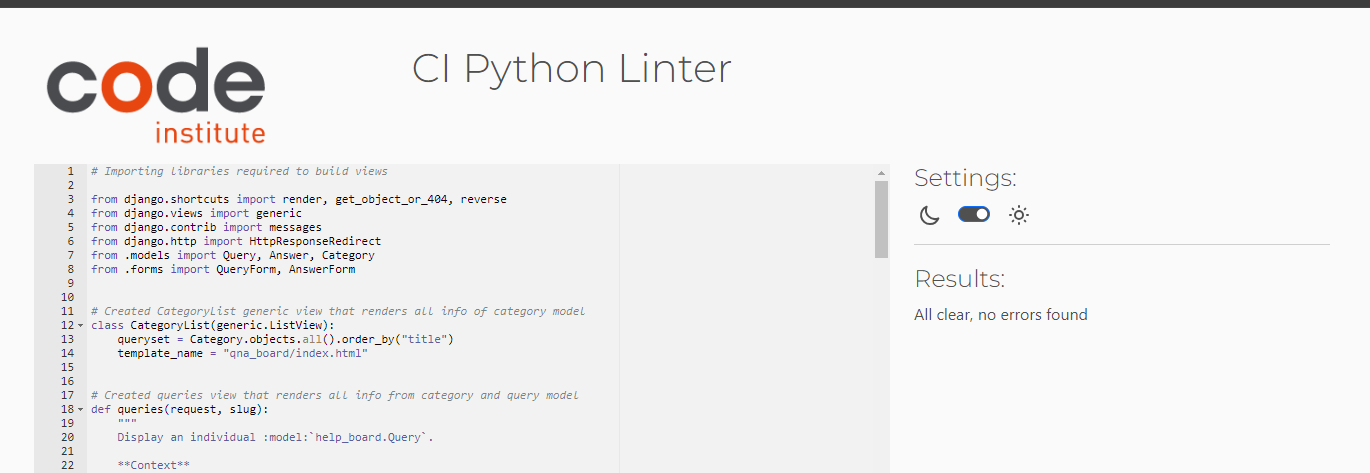 code
institute
CI Python Linter
1 # Importing libraries required to build views
2
3 from django.shortcuts import render, get_object_or_404, reverse
4 from django.views import generic
5 from django.contrib import messages
6 from django.http import HttpResponseRedirect
7 from .models import Query, Answer, Category
8 from .forms import QueryForm, AnswerForm
9
10
11 # Created CategoryList generic view that renders all info of category model
12 class CategoryList(generic.ListView):
13     queryset = Category.objects.all().order_by("title")
14     template_name = "qna_board/index.html"
15
16
17 # Created queries view that renders all info from category and query model
18 def queries(request, slug):
19     """
20     Display an individual :model:`help_board.Query`.
21
22     **Context**
Settings:
Results:
All clear, no errors found